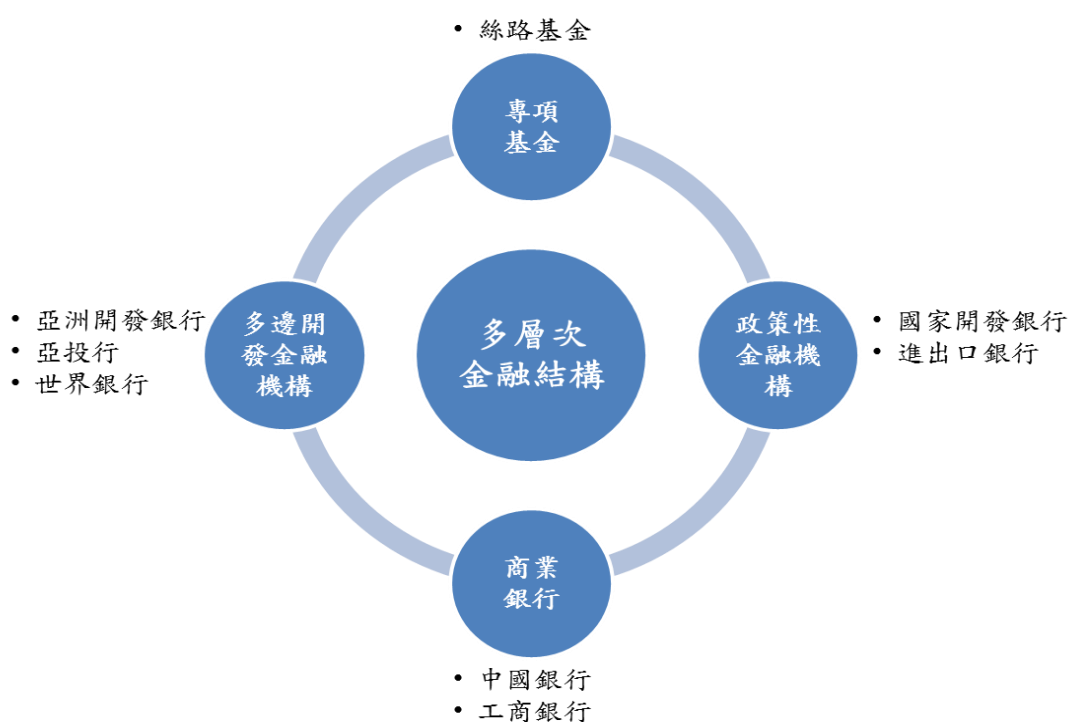 • 絲路基金
專項
基金
• 亞洲開發銀行
• 亞投行
• 世界銀行
多邊開
發金融
機構
多層次
金融結構
政策性
金融機
構
• 國家開發銀行
• 進出口銀行
商業
銀行
• 中國銀行
• 工商銀行